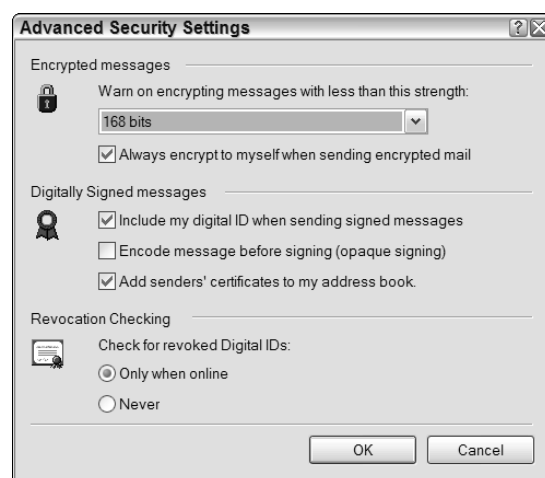 Advanced Security Settings
Encrypted messages
Warn on encrypting messages with less than this strength:
168 bits
Always encrypt to myself when sending encrypted mail
Digitally Signed messages
Include my digital ID when sending signed messages
Encode message before signing (opaque signing)
Add senders' certificates to my address book.
Revocation Checking
Check for revoked Digital IDs:
Only when online
Never
OK Cancel